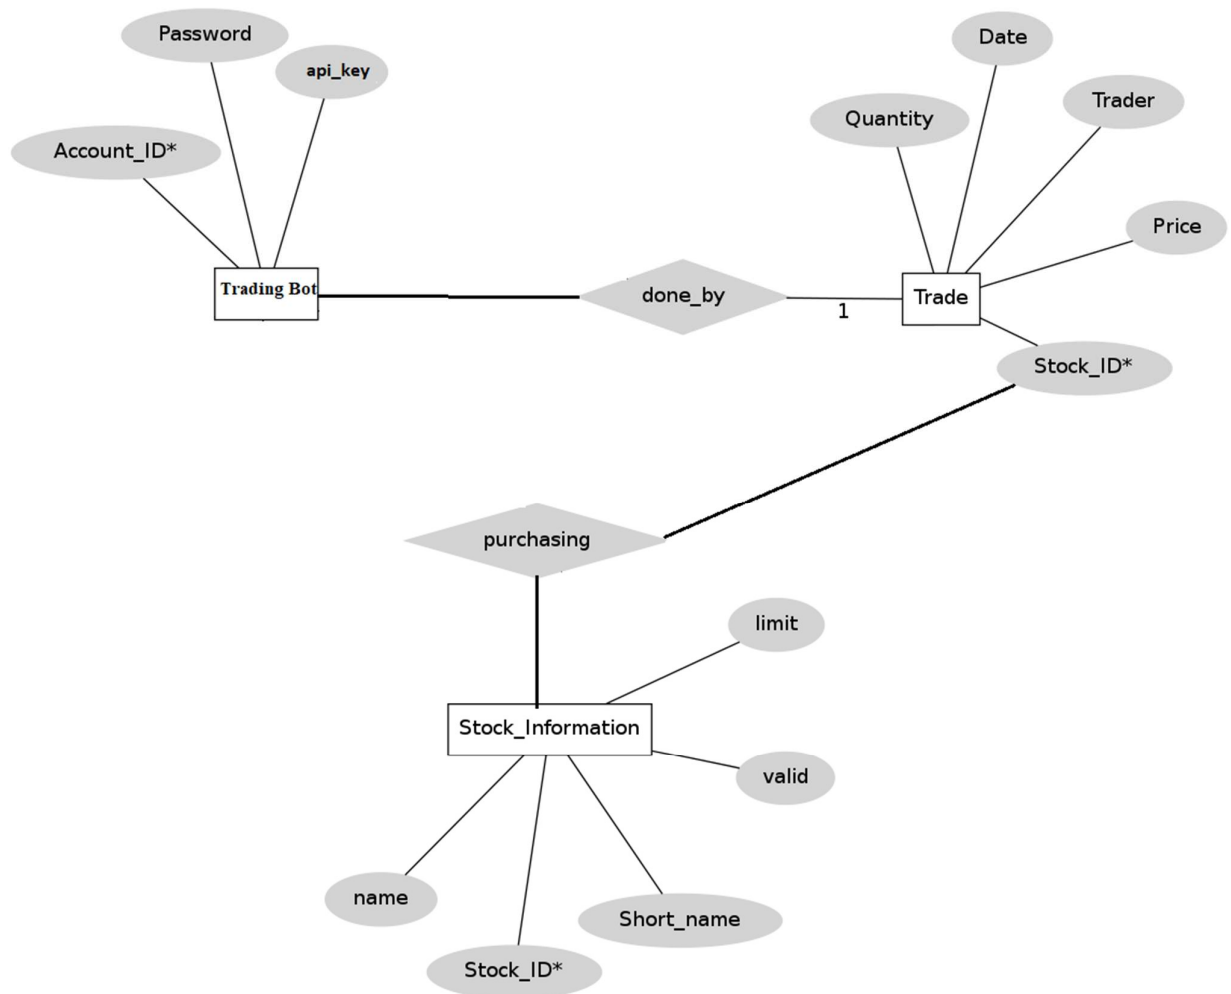 Password
api_key
Account_ID*
Trading Bot
Date
Trader
Quantity
Price
done_by
1
Trade
Stock_ID*
purchasing
limit
Stock_Information
valid
name
Short_name
Stock_ID*